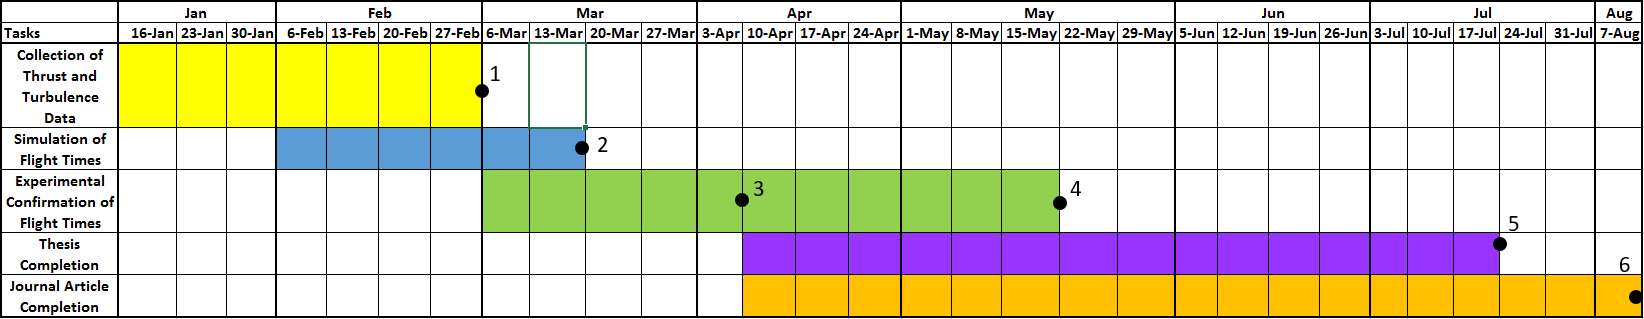 Jan Feb Mar Apr May Jun Jul Aug
Tasks 16-Jan 23-Jan 30-Jan 6-Feb 13-Feb 20-Feb 27-Feb 6-Mar 13-Mar 20-Mar 27-Mar 3-Apr 10-Apr 17-Apr 24-Apr 1-May 8-May 15-May 22-May 29-May 5-Jun 12-Jun 19-Jun 26-Jun 3-Jul 10-Jul 17-Jul 24-Jul 31-Jul 7-Aug
Collection of
Thrust and
Turbulence
Data
1
Simulation of
Flight Times
2
Experimental
Confirmation of
Flight Times
3
4
Thesis
Completion
5
Journal Article
Completion
6